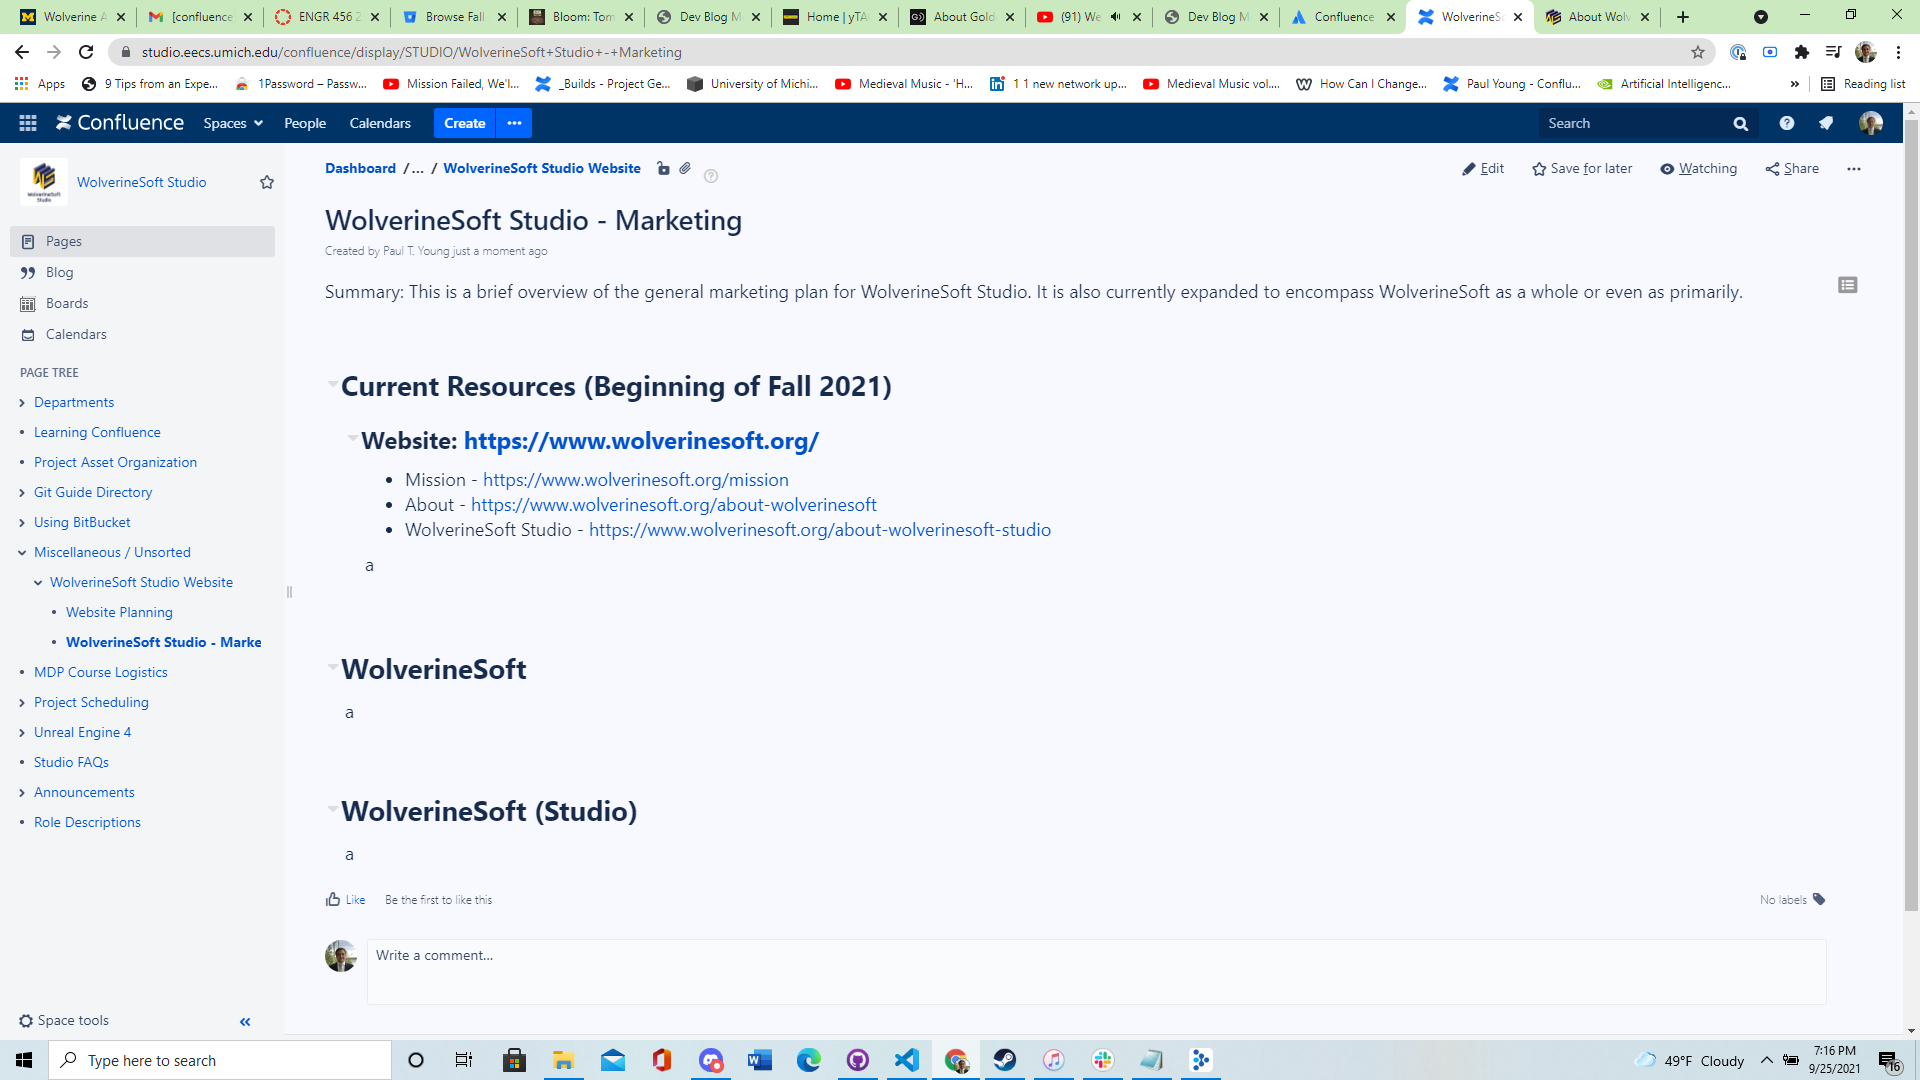 Wolverine A
[confluence
ENGR 456 2
Browse Fall
Bloom: Tom
Dev Blog M
Home | yTA
About Gold
(91) We
Dev Blog M
Confluence
WolverineSo
About Wolv
studio.eecs.umich.edu/confluence/display/STUDIO/WolverineSoft+Studio+-+Marketing
Apps
9 Tips from an Expe...
1Password – Passw...
Mission Failed, We'l...
_Builds - Project Ge...
University of Michi...
Medieval Music - 'H...
1 1 new network up...
Medieval Music vol....
How Can I Change...
Paul Young - Conflu...
Artificial Intelligenc...
»
Reading list
Confluence
Spaces
People
Calendars
Create
Search
WolverineSoft Studio
Pages
Blog
Boards
Calendars
PAGE TREE
Departments
Learning Confluence
Project Asset Organization
Git Guide Directory
Using BitBucket
Miscellaneous / Unsorted
WolverineSoft Studio Website
Website Planning
WolverineSoft Studio - Marke
MDP Course Logistics
Project Scheduling
Unreal Engine 4
Studio FAQs
Announcements
Role Descriptions
Space tools
Dashboard /... / WolverineSoft Studio Website
Edit
Save for later
Watching
Share
WolverineSoft Studio - Marketing
Created by Paul T. Young just a moment ago
Summary: This is a brief overview of the general marketing plan for WolverineSoft Studio. It is also currently expanded to encompass WolverineSoft as a whole or even as primarily.
Current Resources (Beginning of Fall 2021)
Website: https://www.wolverinesoft.org/
Mission - https://www.wolverinesoft.org/mission
About - https://www.wolverinesoft.org/about-wolverinesoft
WolverineSoft Studio - https://www.wolverinesoft.org/about-wolverinesoft-studio
a
WolverineSoft
a
WolverineSoft (Studio)
a
Like
Be the first to like this
No labels
Write a comment...
Type here to search
49°F Cloudy
7:16 PM
9/25/2021
16